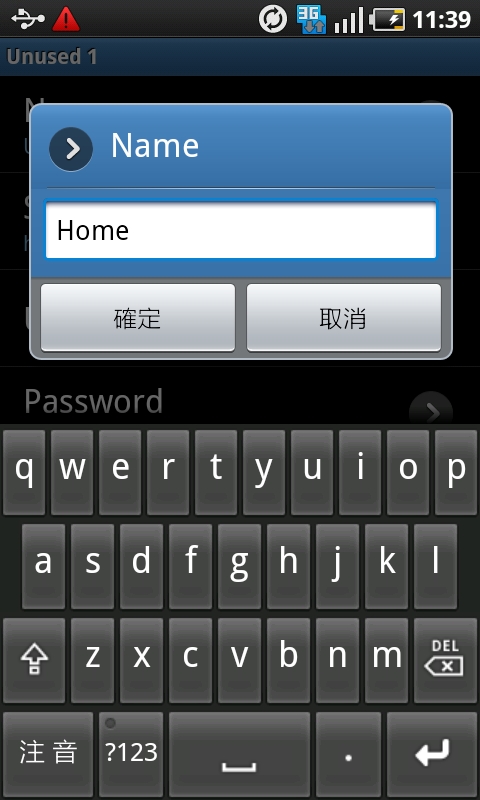 3G 11:39
Unused 1
Name
Home
確定 取消
Password
q w e r t y u i o p
a s d f g h j k l
z x c v b n m DEL
注音 ?123 .